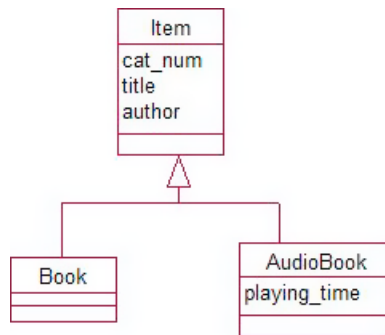 Item
cat_num
title
author
Book
AudioBook
playing_time